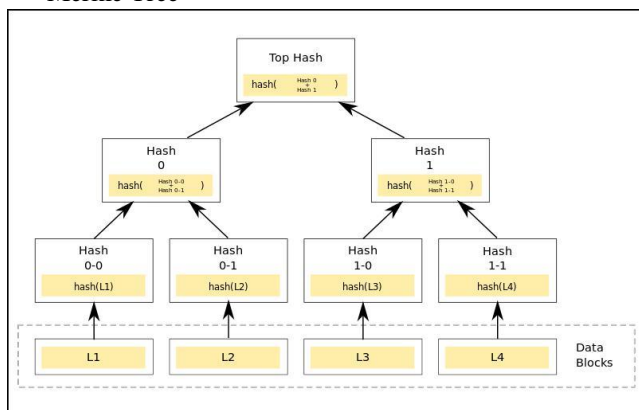 Merkle Tree
Top Hash
hash( Hash 0 + Hash 1 )
Hash 0
hash( Hash 0-0 + Hash 0-1 )
Hash 1
hash( Hash 1-0 + Hash 1-1 )
Hash 0-0
hash(L1)
Hash 0-1
hash(L2)
Hash 1-0
hash(L3)
Hash 1-1
hash(L4)
L1
L2
L3
L4
Data
Blocks